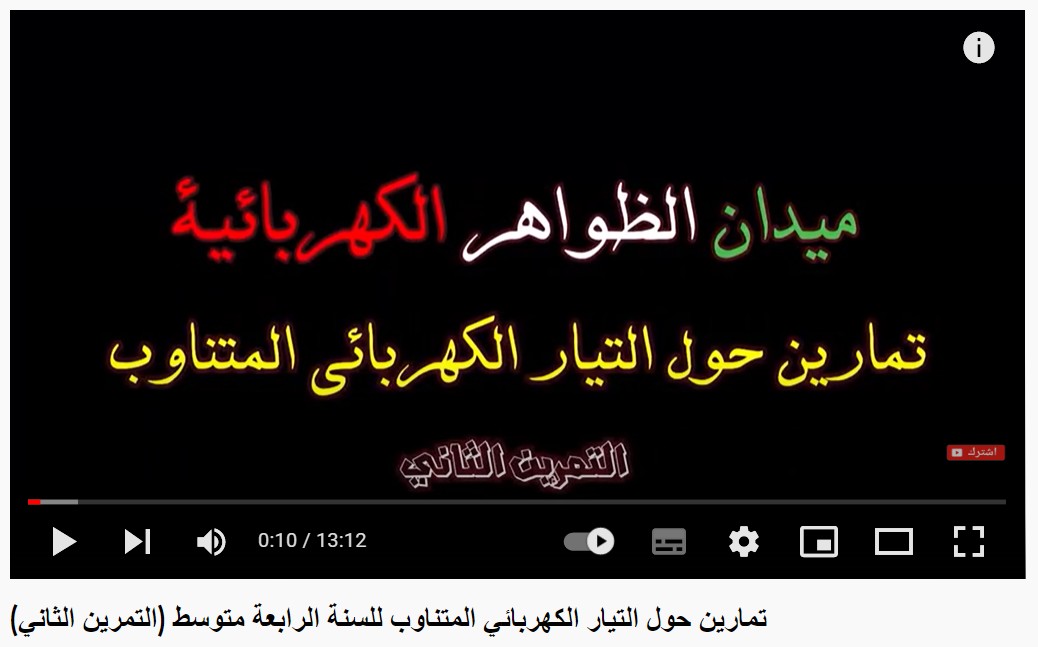 ميدان الظواهر الكهربائية
تمارين حول التيار الكهربائى المتناوب
التمرين الثاني
اشترك
0:10 / 13:12
تمارين حول التيار الكهربائي المتناوب للسنة الرابعة متوسط (التمرين الثاني)